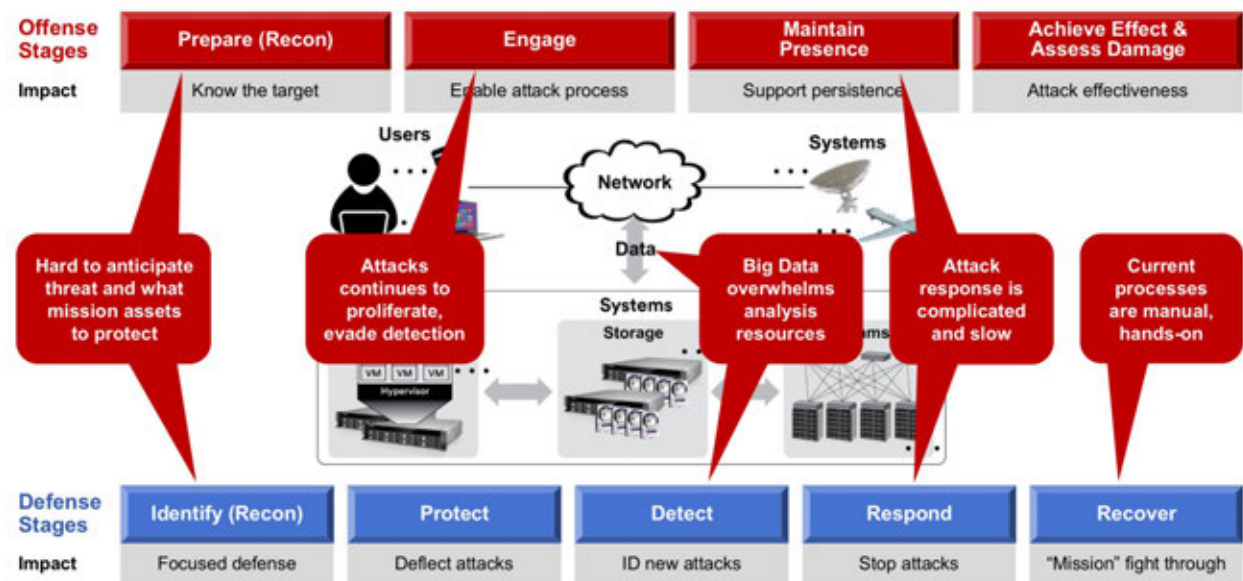 Offense
Stages
Prepare (Recon)
Engage
Maintain
Presence
Achieve Effect &
Assess Damage
Impact
Know the target
Enable attack process
Support persistence
Attack effectiveness
Users
Network
Systems
Data
Hard to anticipate
threat and what
mission assets
to protect
Attacks
continues to
proliferate,
evade detection
Big Data
overwhelms
analysis
resources
Attack
response is
complicated
and slow
Current
processes
are manual,
hands-on
Systems
Storage
VM VM VM
Hypervisor
Defense
Stages
Identify (Recon)
Protect
Detect
Respond
Recover
Impact
Focused defense
Deflect attacks
ID new attacks
Stop attacks
“Mission” fight through